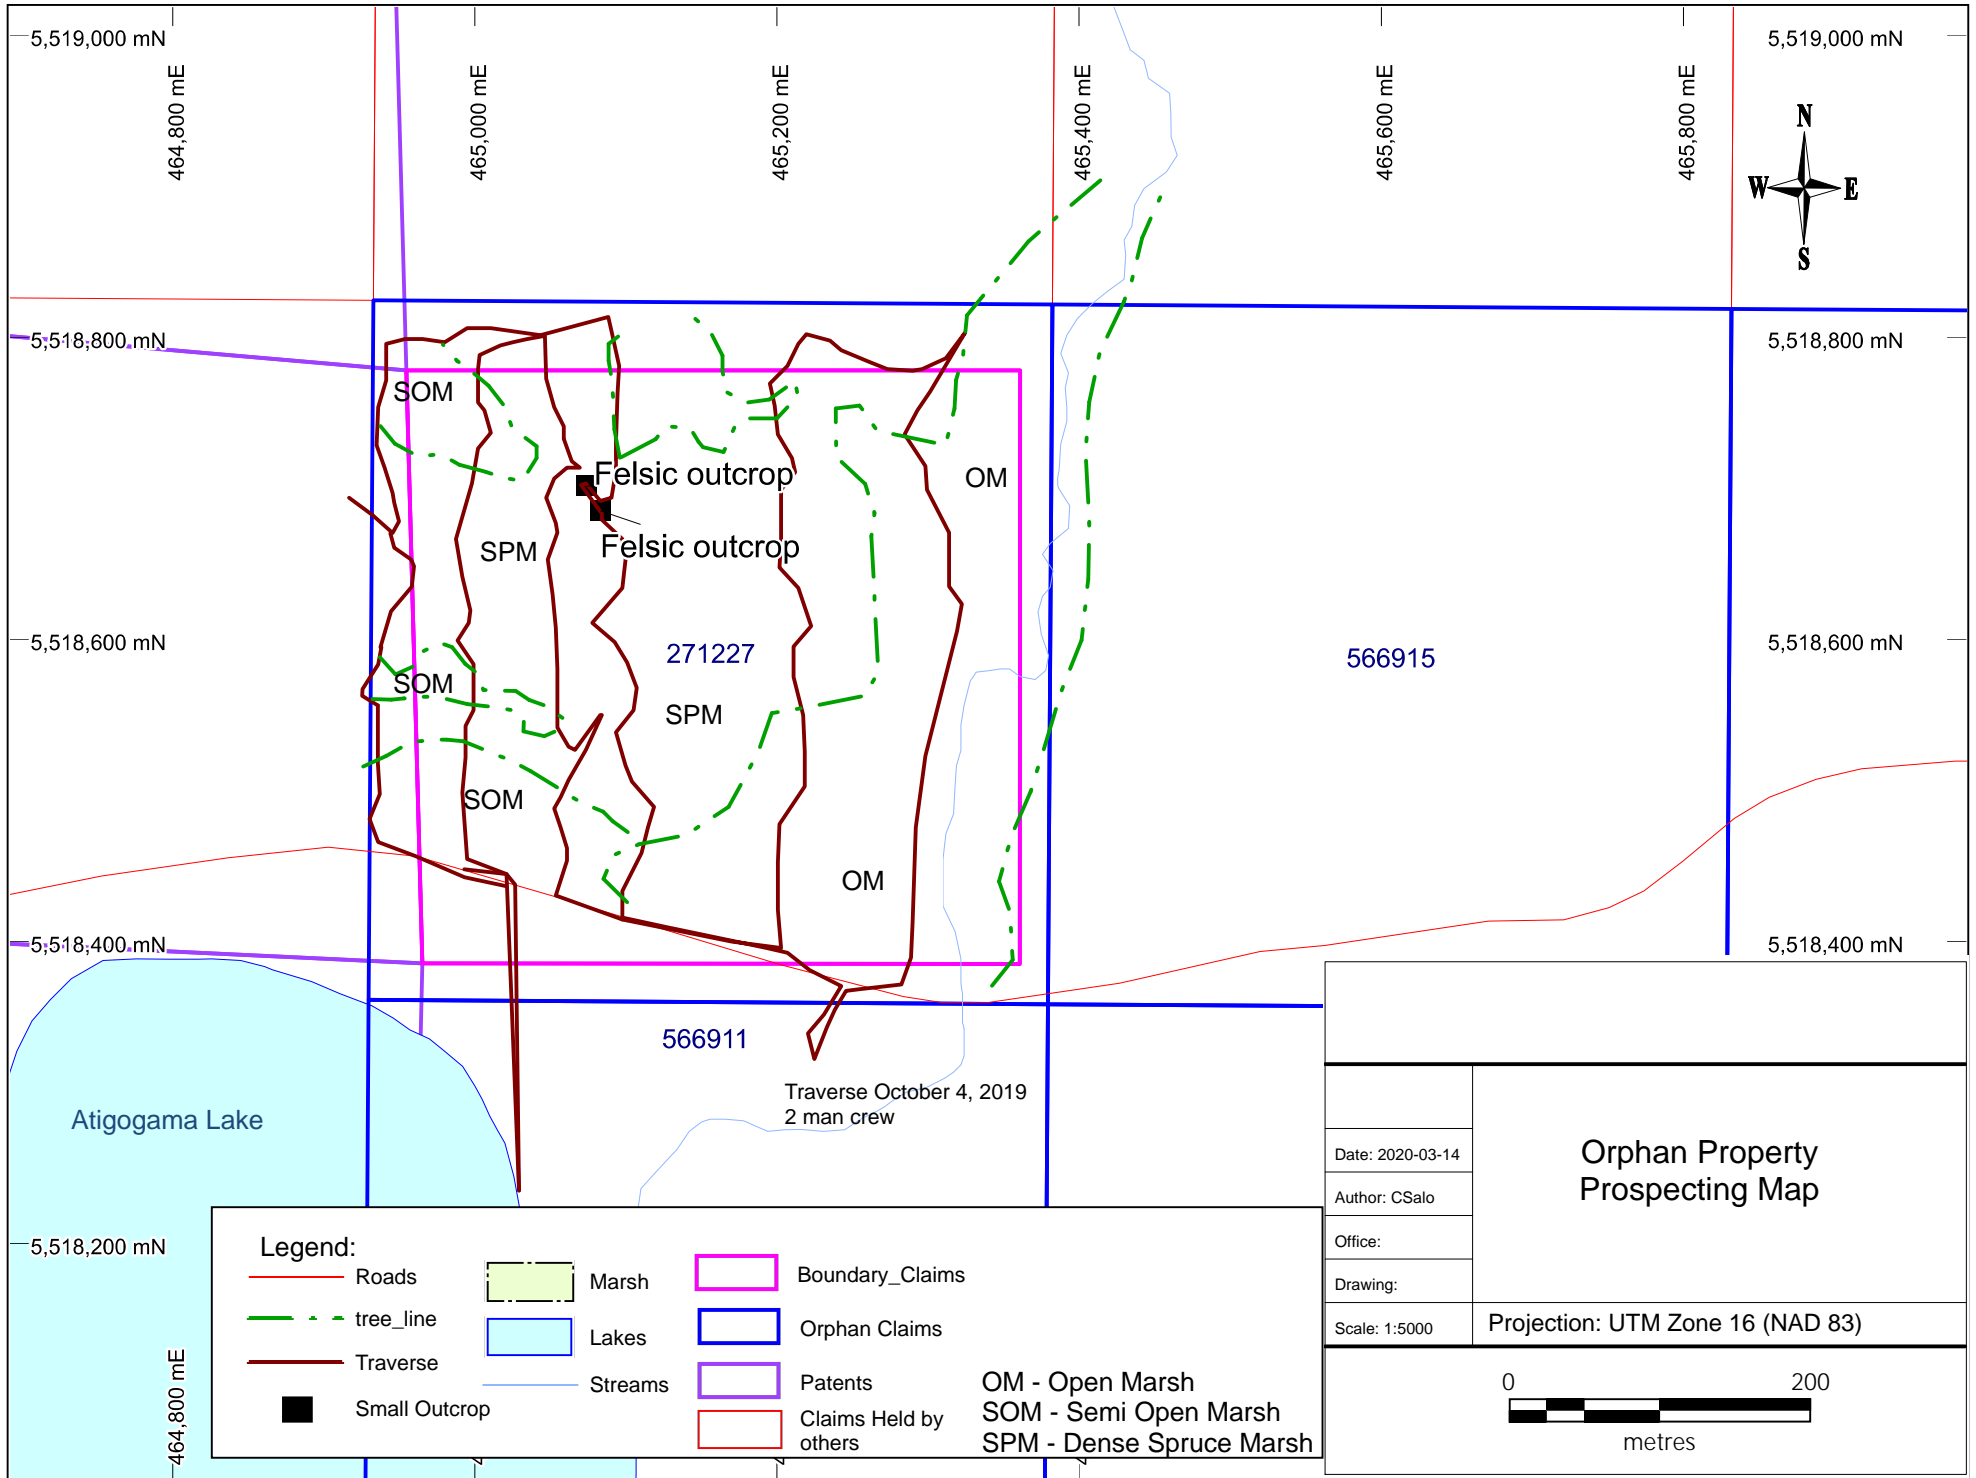 464,800 mE
465,000 mE
465,200 mE
465,400 mE
465,600 mE
465,800 mE
5,519,000 mN
5,519,000 mN
N
W
E
S
5,518,800 mN
5,518,800 mN
SOM
Felsic outcrop
OM
SPM
Felsic outcrop
5,518,600 mN
271227
566915
5,518,600 mN
SOM
SPM
SOM
OM
5,518,400 mN
5,518,400 mN
566911
Traverse October 4, 2019
2 man crew
Atigogama Lake
5,518,200 mN
464,800 mE
Legend:
Roads
tree_line
Traverse
Small Outcrop
Marsh
Lakes
Streams
Boundary_Claims
Orphan Claims
Patents
Claims Held by
others
OM - Open Marsh
SOM - Semi Open Marsh
SPM - Dense Spruce Marsh
Date: 2020-03-14
Author: CSalo
Office:
Drawing:
Scale: 1:5000
Orphan Property
Prospecting Map
Projection: UTM Zone 16 (NAD 83)
0
200
metres